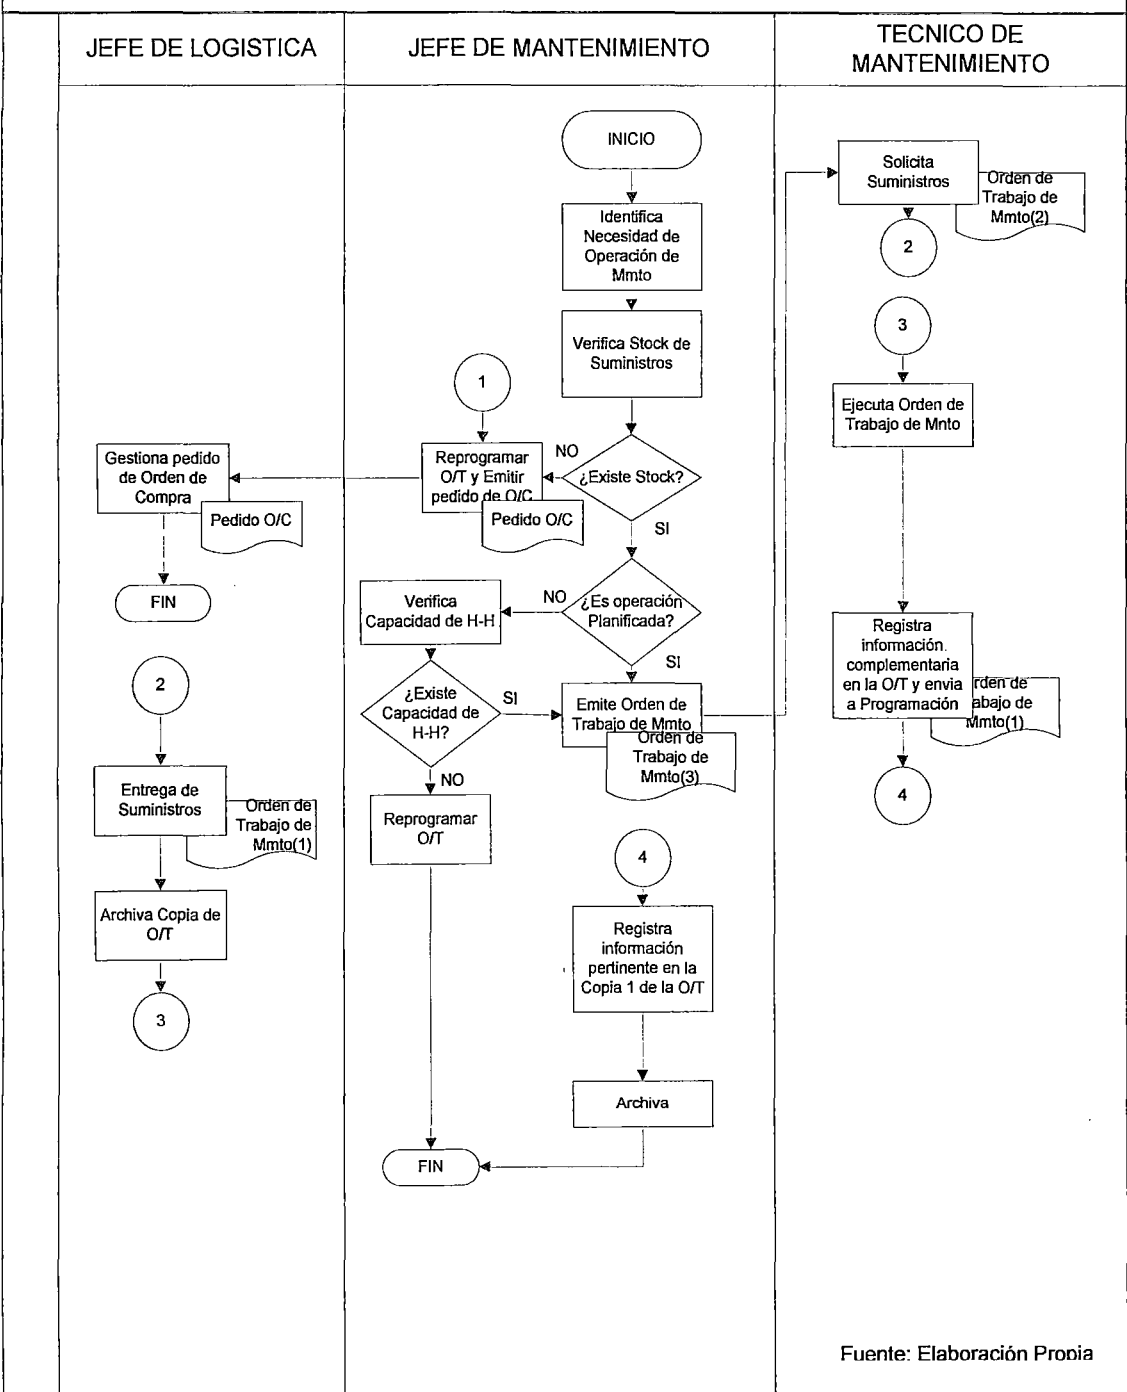 JEFE DE LOGISTICA
JEFE DE MANTENIMIENTO
TECNICO DE
MANTENIMIENTO
INICIO
Identifica
Necesidad de
Operación de
Mmto
Verifica Stock de
Suministros
1
¿Existe Stock?
NO
SI
Reprogramar
O/T y Emitir
pedido de O/C
Pedido O/C
Gestiona pedido
de Orden de
Compra
Pedido O/C
FIN
¿Es operación
Planificada?
NO
SI
Verifica
Capacidad de H-H
¿Existe
Capacidad de
H-H?
SI
NO
Emite Orden de
Trabajo de Mmto
Orden de
Trabajo de
Mmto(3)
Reprogramar
O/T
2
Entrega de
Suministros
Orden de
Trabajo de
Mmto(1)
Archiva Copia de
O/T
3
4
Registra
información
pertinente en la
Copia 1 de la O/T
Archiva
FIN
Solicita
Suministros
Orden de
Trabajo de
Mmto(2)
2
3
Ejecuta Orden de
Trabajo de Mnto
Registra
información.
complementaria
en la O/T y envia
a Programación
rden de
abajo de
Mmto(1)
4
Fuente: Elaboración Propia